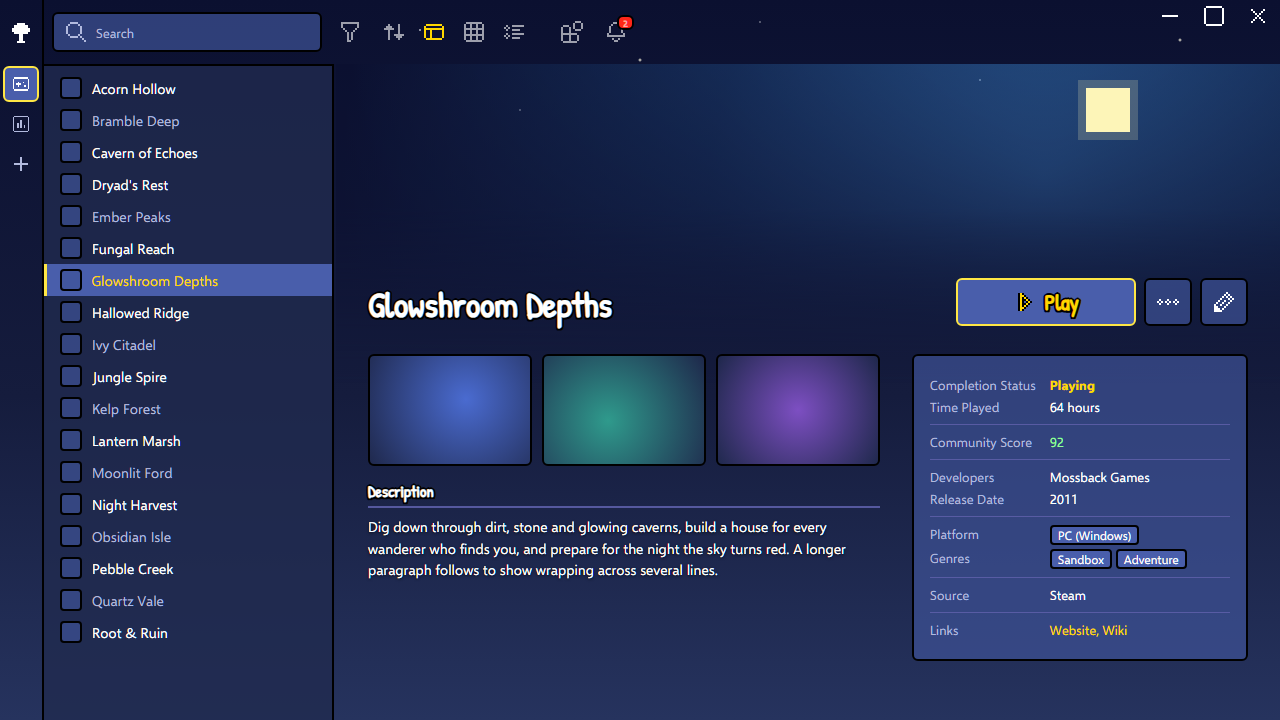 Search
2
Acorn Hollow
Bramble Deep
Cavern of Echoes
Dryad's Rest
Ember Peaks
Fungal Reach
Glowshroom Depths
Hallowed Ridge
Ivy Citadel
Jungle Spire
Kelp Forest
Lantern Marsh
Moonlit Ford
Night Harvest
Obsidian Isle
Pebble Creek
Quartz Vale
Root & Ruin
Glowshroom Depths
Play
Description
Dig down through dirt, stone and glowing caverns, build a house for every
wanderer who finds you, and prepare for the night the sky turns red. A longer
paragraph follows to show wrapping across several lines.
Completion Status Playing
Time Played 64 hours
Community Score 92
Developers Mossback Games
Release Date 2011
Platform PC (Windows)
Genres Sandbox Adventure
Source Steam
Links Website, Wiki